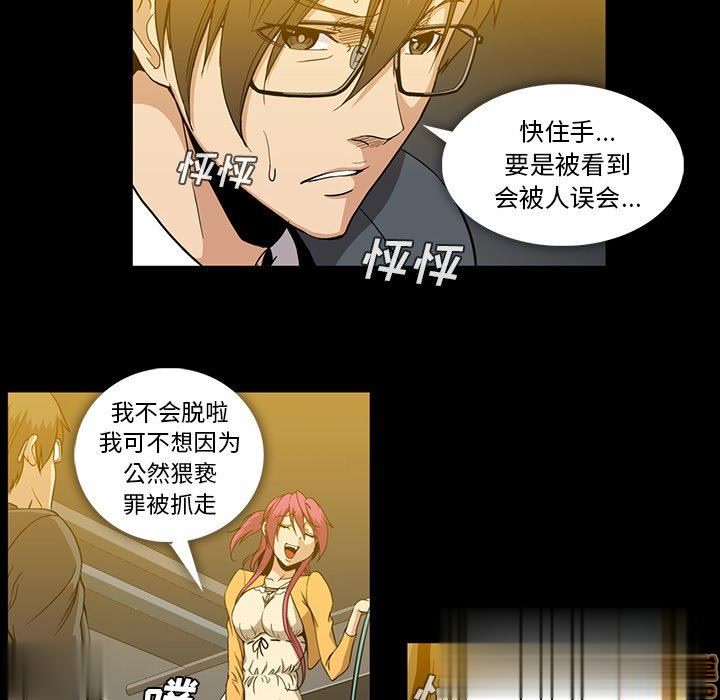 快住手...
要是被看到
会被人误会...
怦怦
怦怦
我不会脱啦
我可不想因为
公然猥亵
罪被抓走
噗